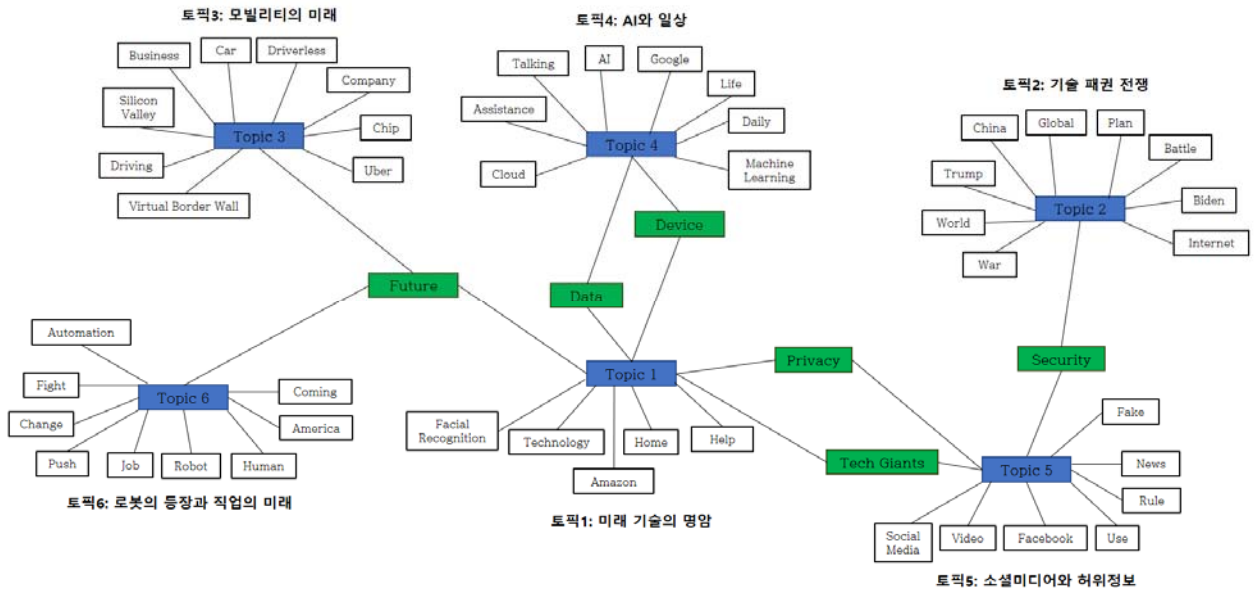 토픽3: 모빌리티의 미래
Business
Car
Driverless
Company
Silicon
Valley
Topic 3
Chip
Driving
Uber
Virtual Border Wall
토픽4: AI와 일상
Talking
AI
Google
Life
Assistance
Daily
Topic 4
Cloud
Machine
Learning
토픽2: 기술 패권 전쟁
China
Global
Plan
Battle
Trump
Biden
Topic 2
World
Internet
War
Device
Future
Data
Privacy
Security
Tech Giants
Automation
Fight
Coming
Topic 6
Change
America
Push
Job
Robot
Human
토픽6: 로봇의 등장과 직업의 미래
Topic 1
Facial
Recognition
Technology
Home
Help
Amazon
토픽1: 미래 기술의 명암
Fake
News
Topic 5
Rule
Social
Media
Video
Facebook
Use
토픽5: 소셜미디어와 허위정보